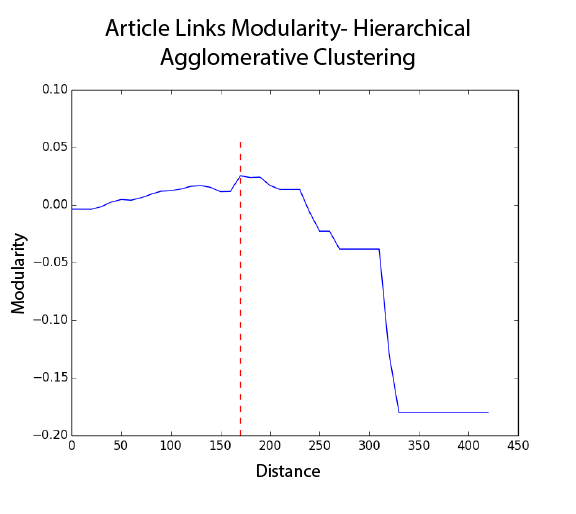 Article Links Modularity- Hierarchical
Agglomerative Clustering
0.10
0.05
0.00
−0.05
−0.10
−0.15
−0.20
Modularity
0 50 100 150 200 250 300 350 400 450
Distance